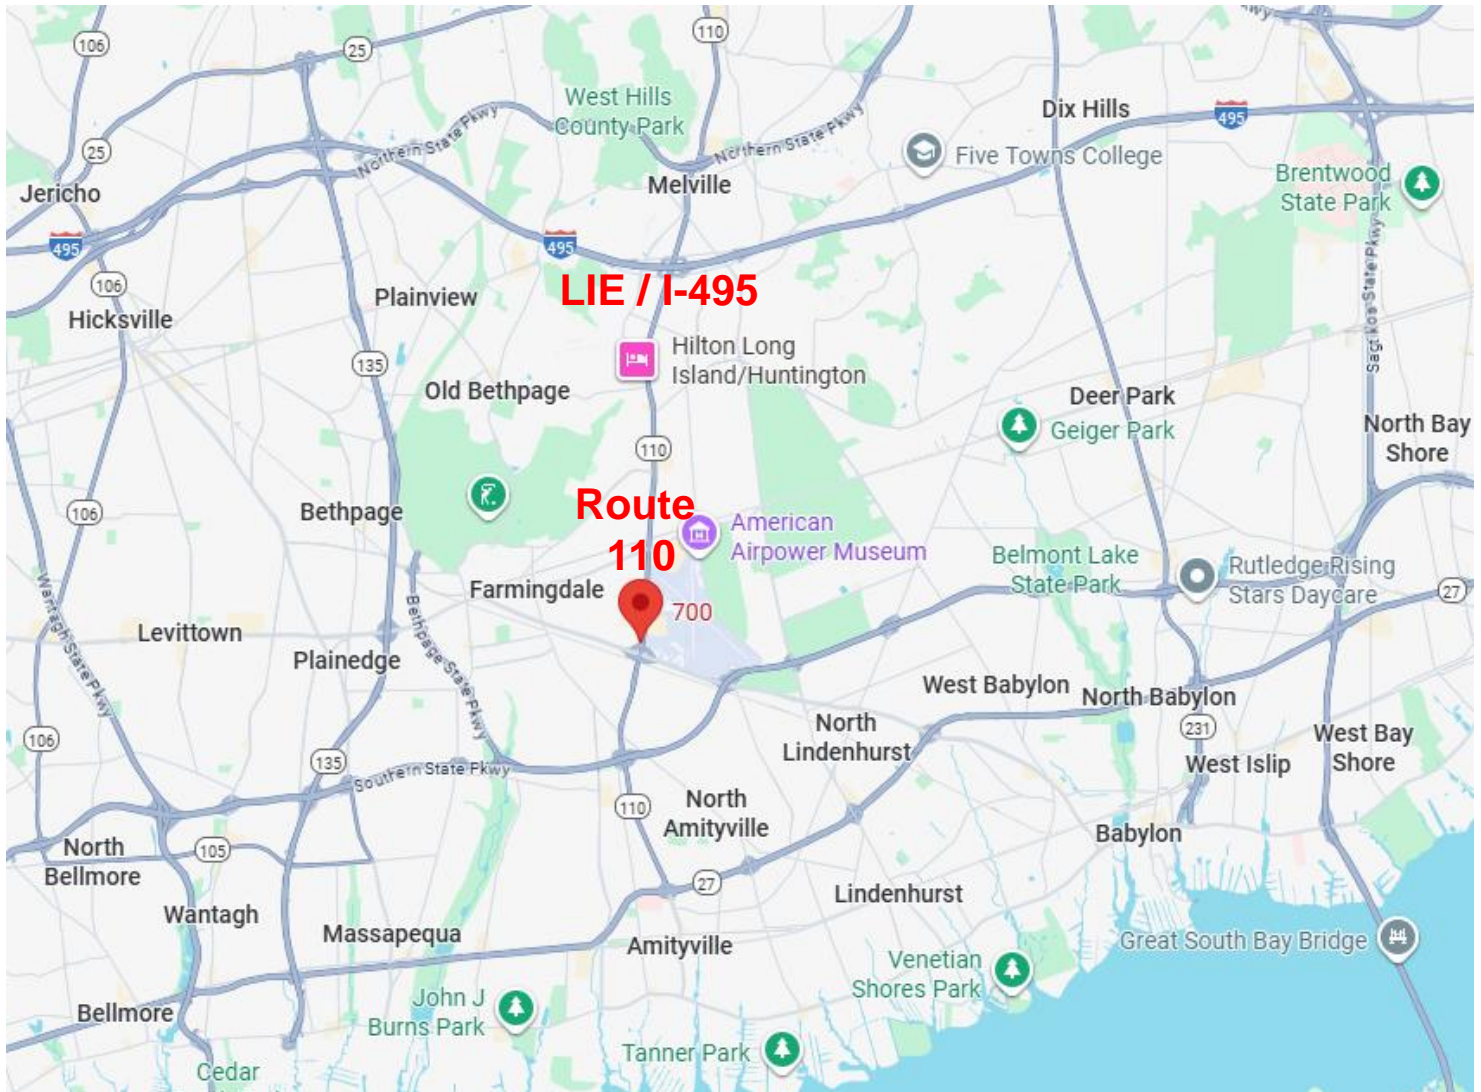 106
25
110
West Hills
County Park
Dix Hills
495
Northern State Pkwy
Northern State Pkwy
25
Five Towns College
Jericho
Melville
Brentwood
State Park
495
495
106
Plainview
LIE / I-495
Sagtikos State Pkwy
Hicksville
135
Hilton Long
Island/Huntington
Old Bethpage
Deer Park
Geiger Park
North Bay
Shore
110
106
Bethpage
Route
110
American
Airpower Museum
Belmont Lake
State Park
Rutledge Rising
Stars Daycare
27
Farmingdale
700
Wantagh State Pkwy
Levittown
Bethpage State Pkwy
Plainedge
West Babylon
North Babylon
106
North
Lindenhurst
231
West Bay
Shore
135
Southern State Pkwy
West Islip
110
North
Amityville
Babylon
North
Bellmore
105
27
Lindenhurst
Wantagh
Massapequa
Amityville
Great South Bay Bridge
Venetian
Shores Park
Bellmore
John J
Burns Park
Tanner Park
Cedar